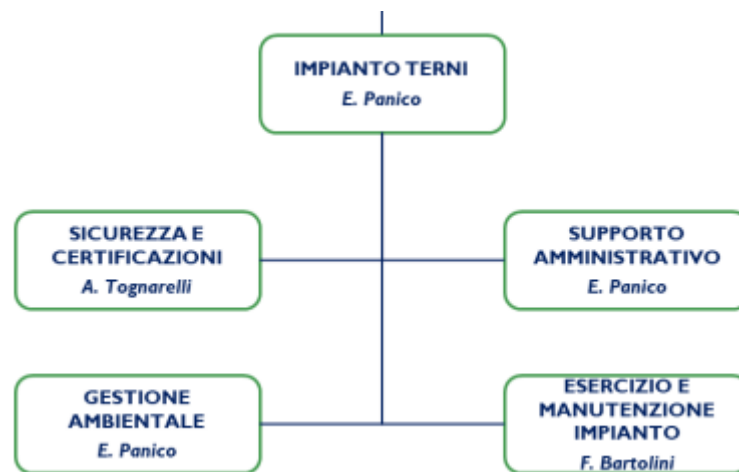 IMPIANTO TERNI
E. Panico
SICUREZZA E
CERTIFICAZIONI
A. Tognarelli
SUPPORTO
AMMINISTRATIVO
E. Panico
GESTIONE
AMBIENTALE
E. Panico
ESERCIZIO E
MANUTENZIONE
IMPIANTO
F. Bartolini